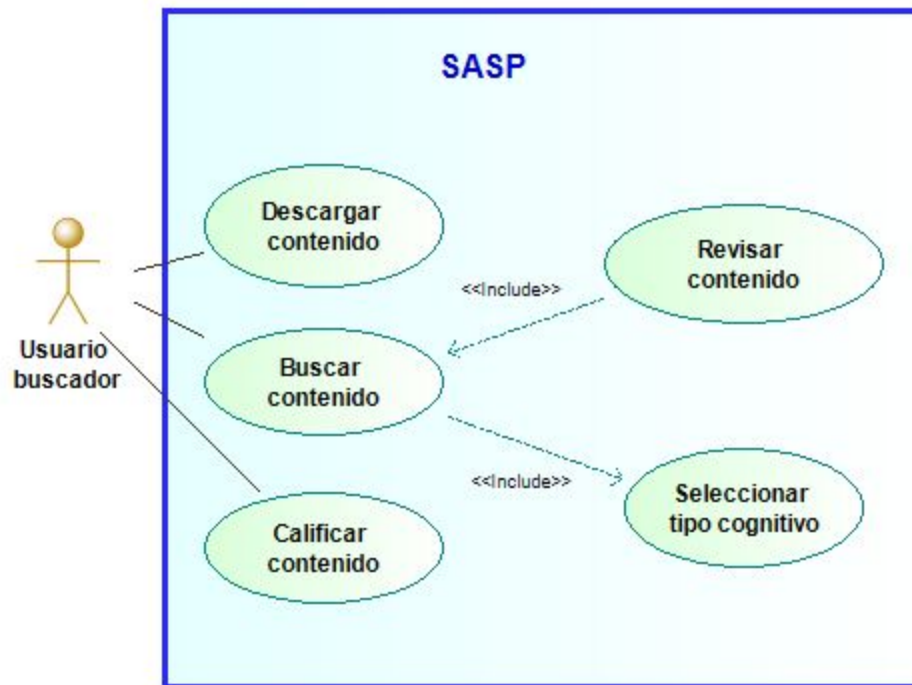 SASP
Descargar
contenido
Revisar
contenido
<<Include>>
Usuario
buscador
Buscar
contenido
<<Include>>
Seleccionar
tipo cognitivo
Calificar
contenido